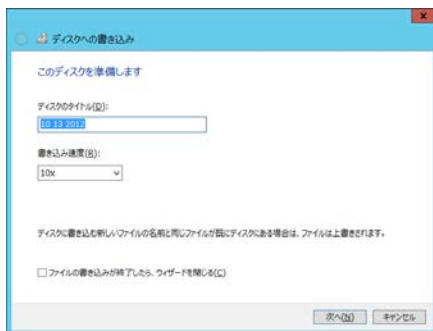 ディスクへの書き込み
このディスクを準備します
ディスクのタイトル(D):
10 13 2012
書き込み速度(R):
10x
ディスクに書き込む新しいファイルの名前と同じファイルが既にディスクにある場合は、ファイルは上書きされます。
ファイルの書き込みが終了したら、ウィザードを閉じる(C)
次へ(N) キャンセル